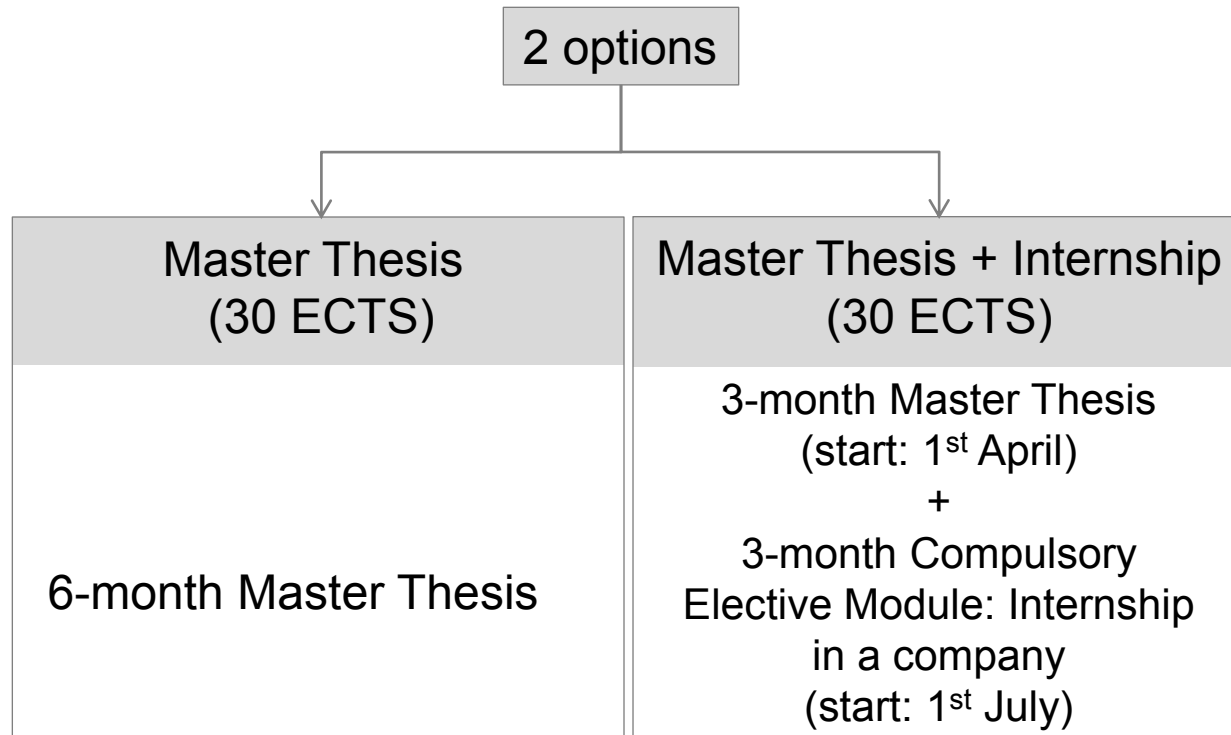 2 options
Master Thesis
(30 ECTS)
6-month Master Thesis
Master Thesis + Internship
(30 ECTS)
3-month Master Thesis
(start: 1st April)
+
3-month Compulsory
Elective Module: Internship
in a company
(start: 1st July)